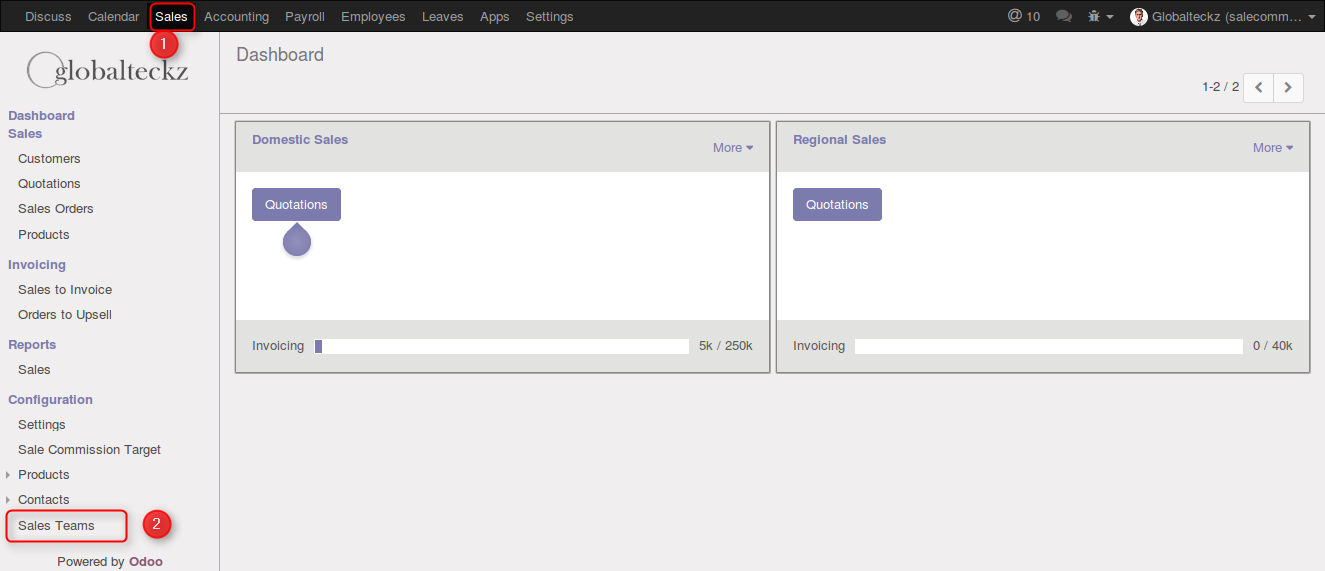 Discuss Calendar Sales Accounting Payroll Employees Leaves Apps Settings @ 10 Globalteckz (salecomm...
1
globalteckz
Dashboard
1-2 / 2
Dashboard
Sales
Customers
Quotations
Sales Orders
Products
Invoicing
Sales to Invoice
Orders to Upsell
Reports
Sales
Configuration
Settings
Sale Commission Target
Products
Contacts
Sales Teams
2
Powered by Odoo
Domestic Sales
More
Quotations
Invoicing 5k / 250k
Regional Sales
More
Quotations
Invoicing 0 / 40k